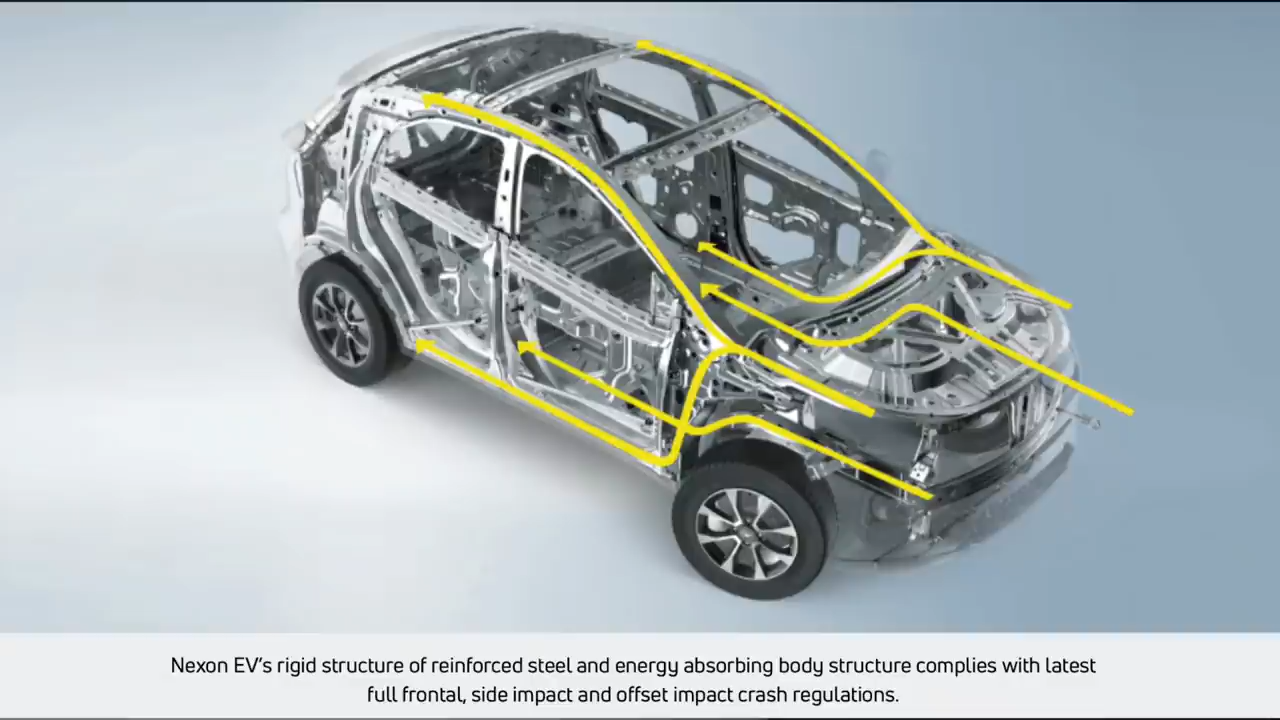 Nexon EV's rigid structure of reinforced steel and energy absorbing body structure complies with latest
full frontal, side impact and offset impact crash regulations.